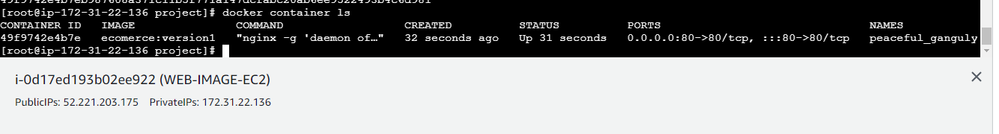 [root@ip-172-31-22-136 project]# docker container ls
CONTAINER ID   IMAGE                COMMAND                  CREATED          STATUS          PORTS                               NAMES
49f9742e4b7e   ecomerce:version1   "nginx -g 'daemon of…"   32 seconds ago   Up 31 seconds   0.0.0.0:80->80/tcp, :::80->80/tcp   peaceful_ganguly
[root@ip-172-31-22-136 project]#
i-0d17ed193b02ee922 (WEB-IMAGE-EC2)
PublicIPs: 52.221.203.175 PrivateIPs: 172.31.22.136